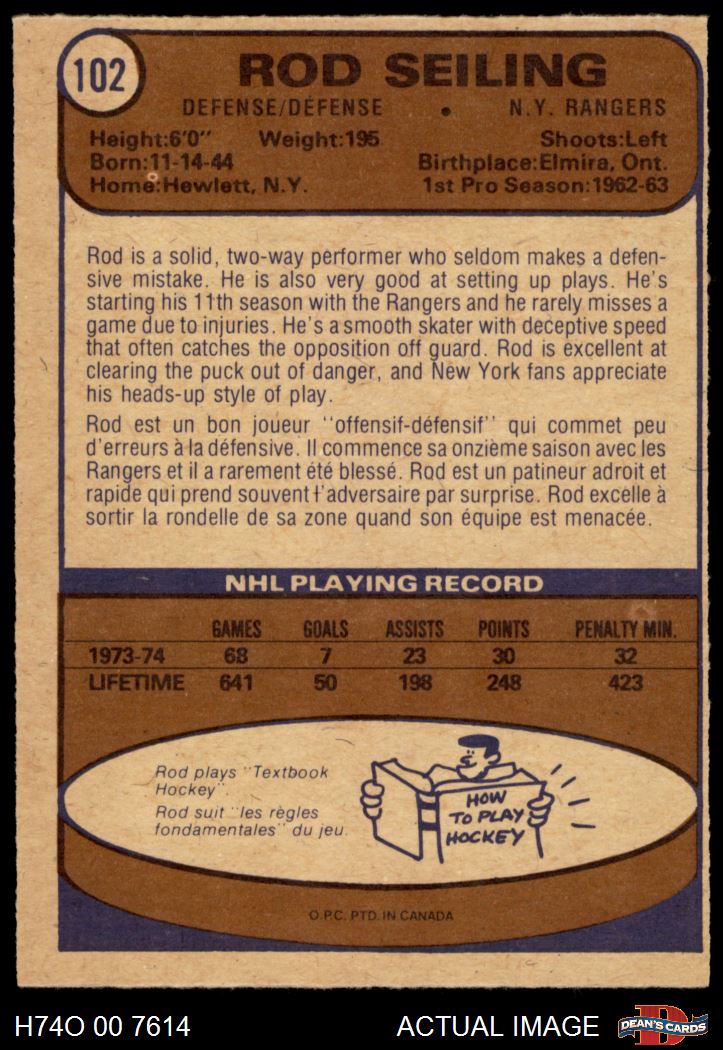 102
ROD SEILING
DEFENSE/DÉFENSE • N.Y. RANGERS
Height:6'0" Weight:195 Shoots:Left
Born:11-14-44 Birthplace:Elmira, Ont.
Home:Hewlett, N.Y. 1st Pro Season:1962-63
Rod is a solid, two-way performer who seldom makes a defen-
sive mistake. He is also very good at setting up plays. He's
starting his 11th season with the Rangers and he rarely misses a
game due to injuries. He's a smooth skater with deceptive speed
that often catches the opposition off guard. Rod is excellent at
clearing the puck out of danger, and New York fans appreciate
his heads-up style of play.
Rod est un bon joueur "offensif-défensif" qui commet peu
d'erreurs à la défensive. Il commence sa onzième saison avec les
Rangers et il a rarement été blessé. Rod est un patineur adroit et
rapide qui prend souvent l'adversaire par surprise. Rod excelle à
sortir la rondelle de sa zone quand son équipe est menacée.
NHL PLAYING RECORD
GAMES GOALS ASSISTS POINTS PENALTY MIN.
1973-74 68 7 23 30 32
LIFETIME 641 50 198 248 423
Rod plays "Textbook
Hockey".
Rod suit "les règles
fondamentales" du jeu.
HOW
TO PLAY
HOCKEY
O.P.C. PTD. IN CANADA
H74O 00 7614 ACTUAL IMAGE
D
DEAN'S CARDS